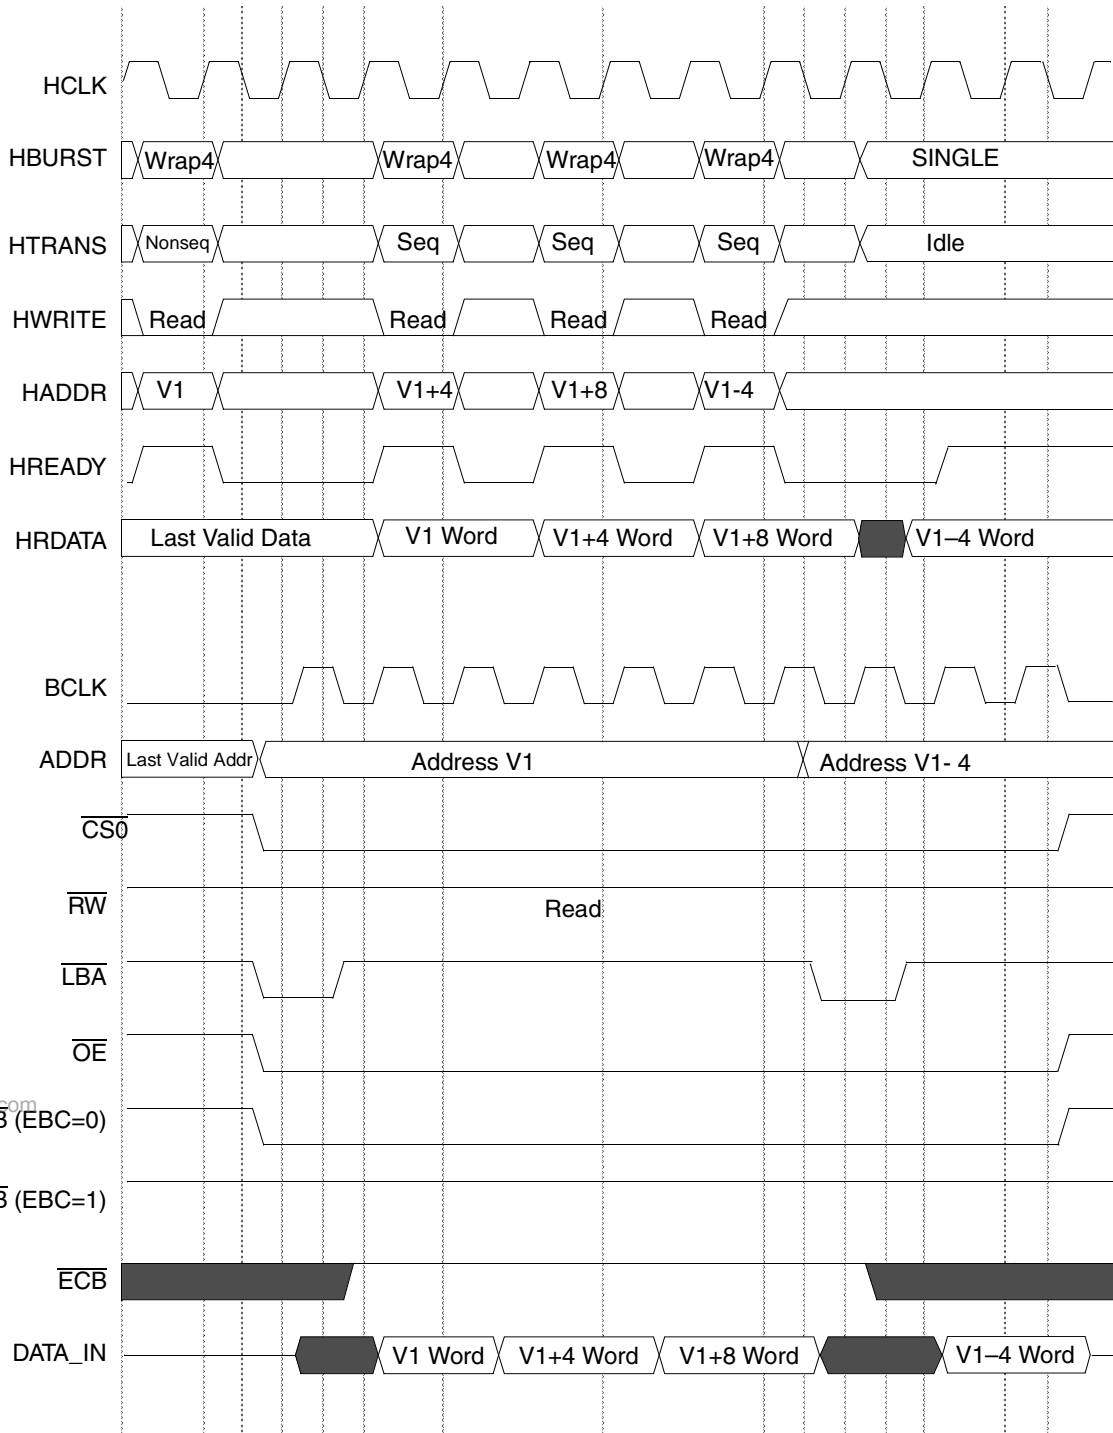 HCLK
HBURST Wrap4 Wrap4 Wrap4 Wrap4 SINGLE
HTRANS Nonseq Seq Seq Seq Idle
HWRITE Read Read Read Read
HADDR V1 V1+4 V1+8 V1-4
HREADY
HRDATA Last Valid Data V1 Word V1+4 Word V1+8 Word V1–4 Word
BCLK
ADDR Last Valid Addr Address V1 Address V1- 4
CS0
RW Read
LBA
OE
com
(EBC=0)
(EBC=1)
ECB
DATA_IN V1 Word V1+4 Word V1+8 Word V1–4 Word